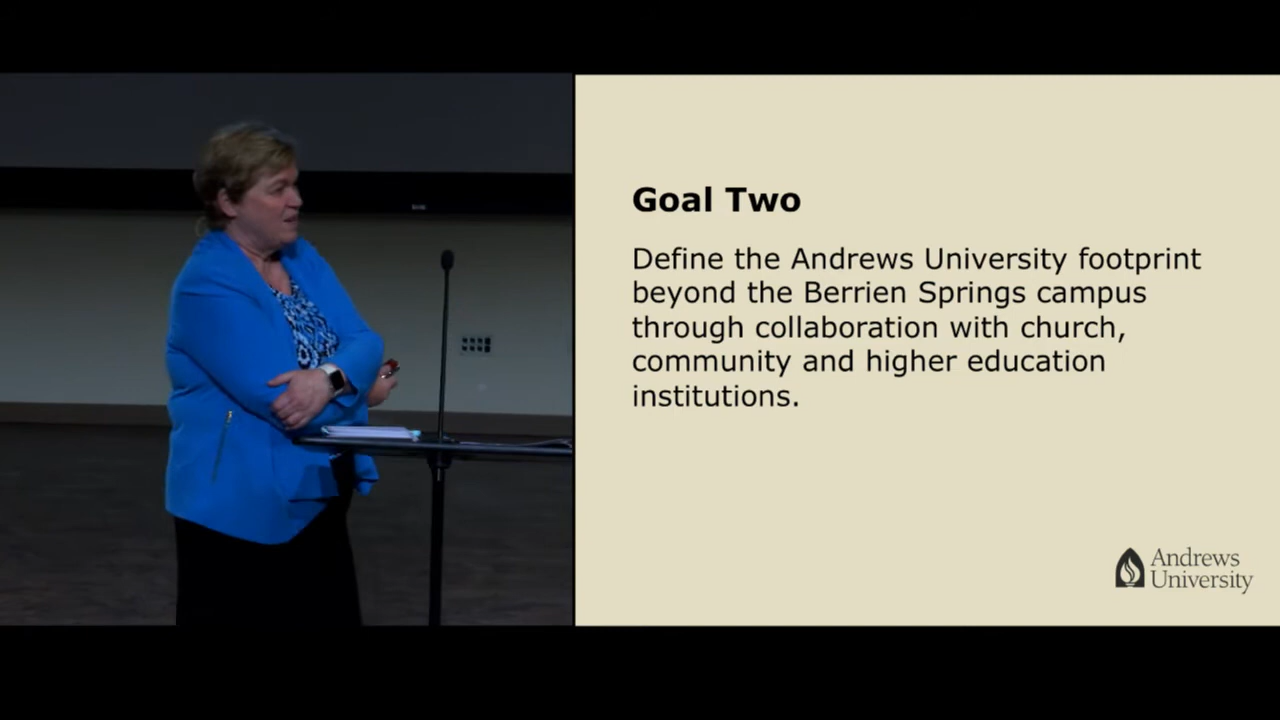 Goal Two
Define the Andrews University footprint
beyond the Berrien Springs campus
through collaboration with church,
community and higher education
institutions.
Andrews
University